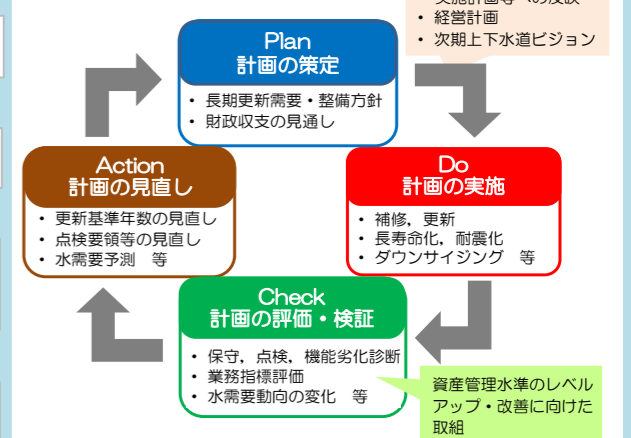 ・ 経営計画
・ 次期上下水道ビジョン
Plan
計画の策定
・ 長期更新需要・整備方針
・ 財政収支の見通し
Action
計画の見直し
・ 更新基準年数の見直し
・ 点検要領等の見直し
・ 水需要予測　等
Do
計画の実施
・ 補修，更新
・ 長寿命化，耐震化
・ ダウンサイジング　等
Check
計画の評価・検証
・ 保守，点検，機能劣化診断
・ 業務指標評価
・ 水需要動向の変化　等
資産管理水準のレベル
アップ・改善に向けた
取組